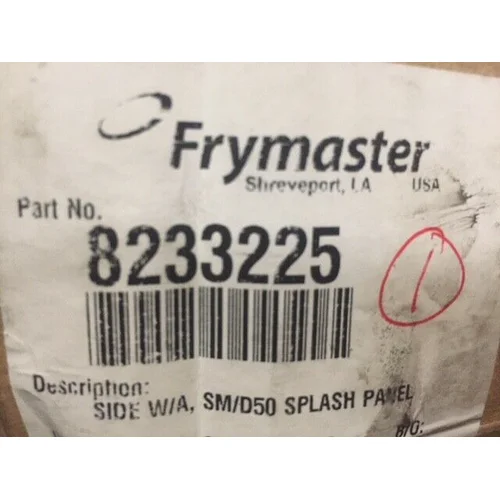 Frymaster
Shreveport, LA USA
Part No.
8233225
1
Description:
SIDE W/A, SM/D50 SPLASH PANEL
B/O: